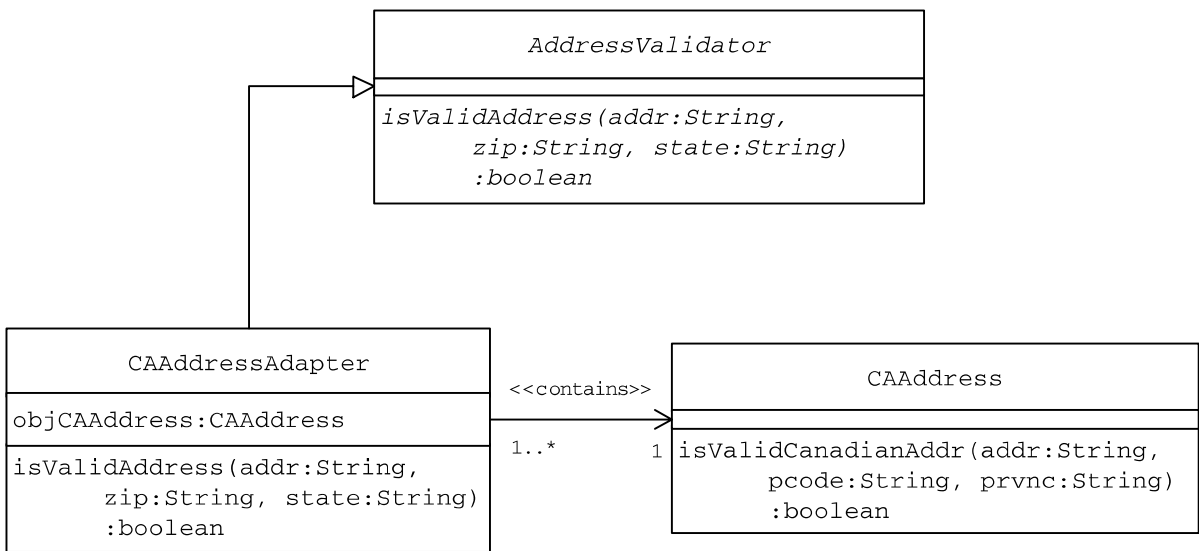 AddressValidator
isValidAddress(addr:String,
zip:String, state:String)
:boolean
CAAddressAdapter
objCAAddress:CAAddress
isValidAddress(addr:String,
zip:String, state:String)
:boolean
<<contains>>
1..*
1
CAAddress
isValidCanadianAddr(addr:String,
pcode:String, prvnc:String)
:boolean